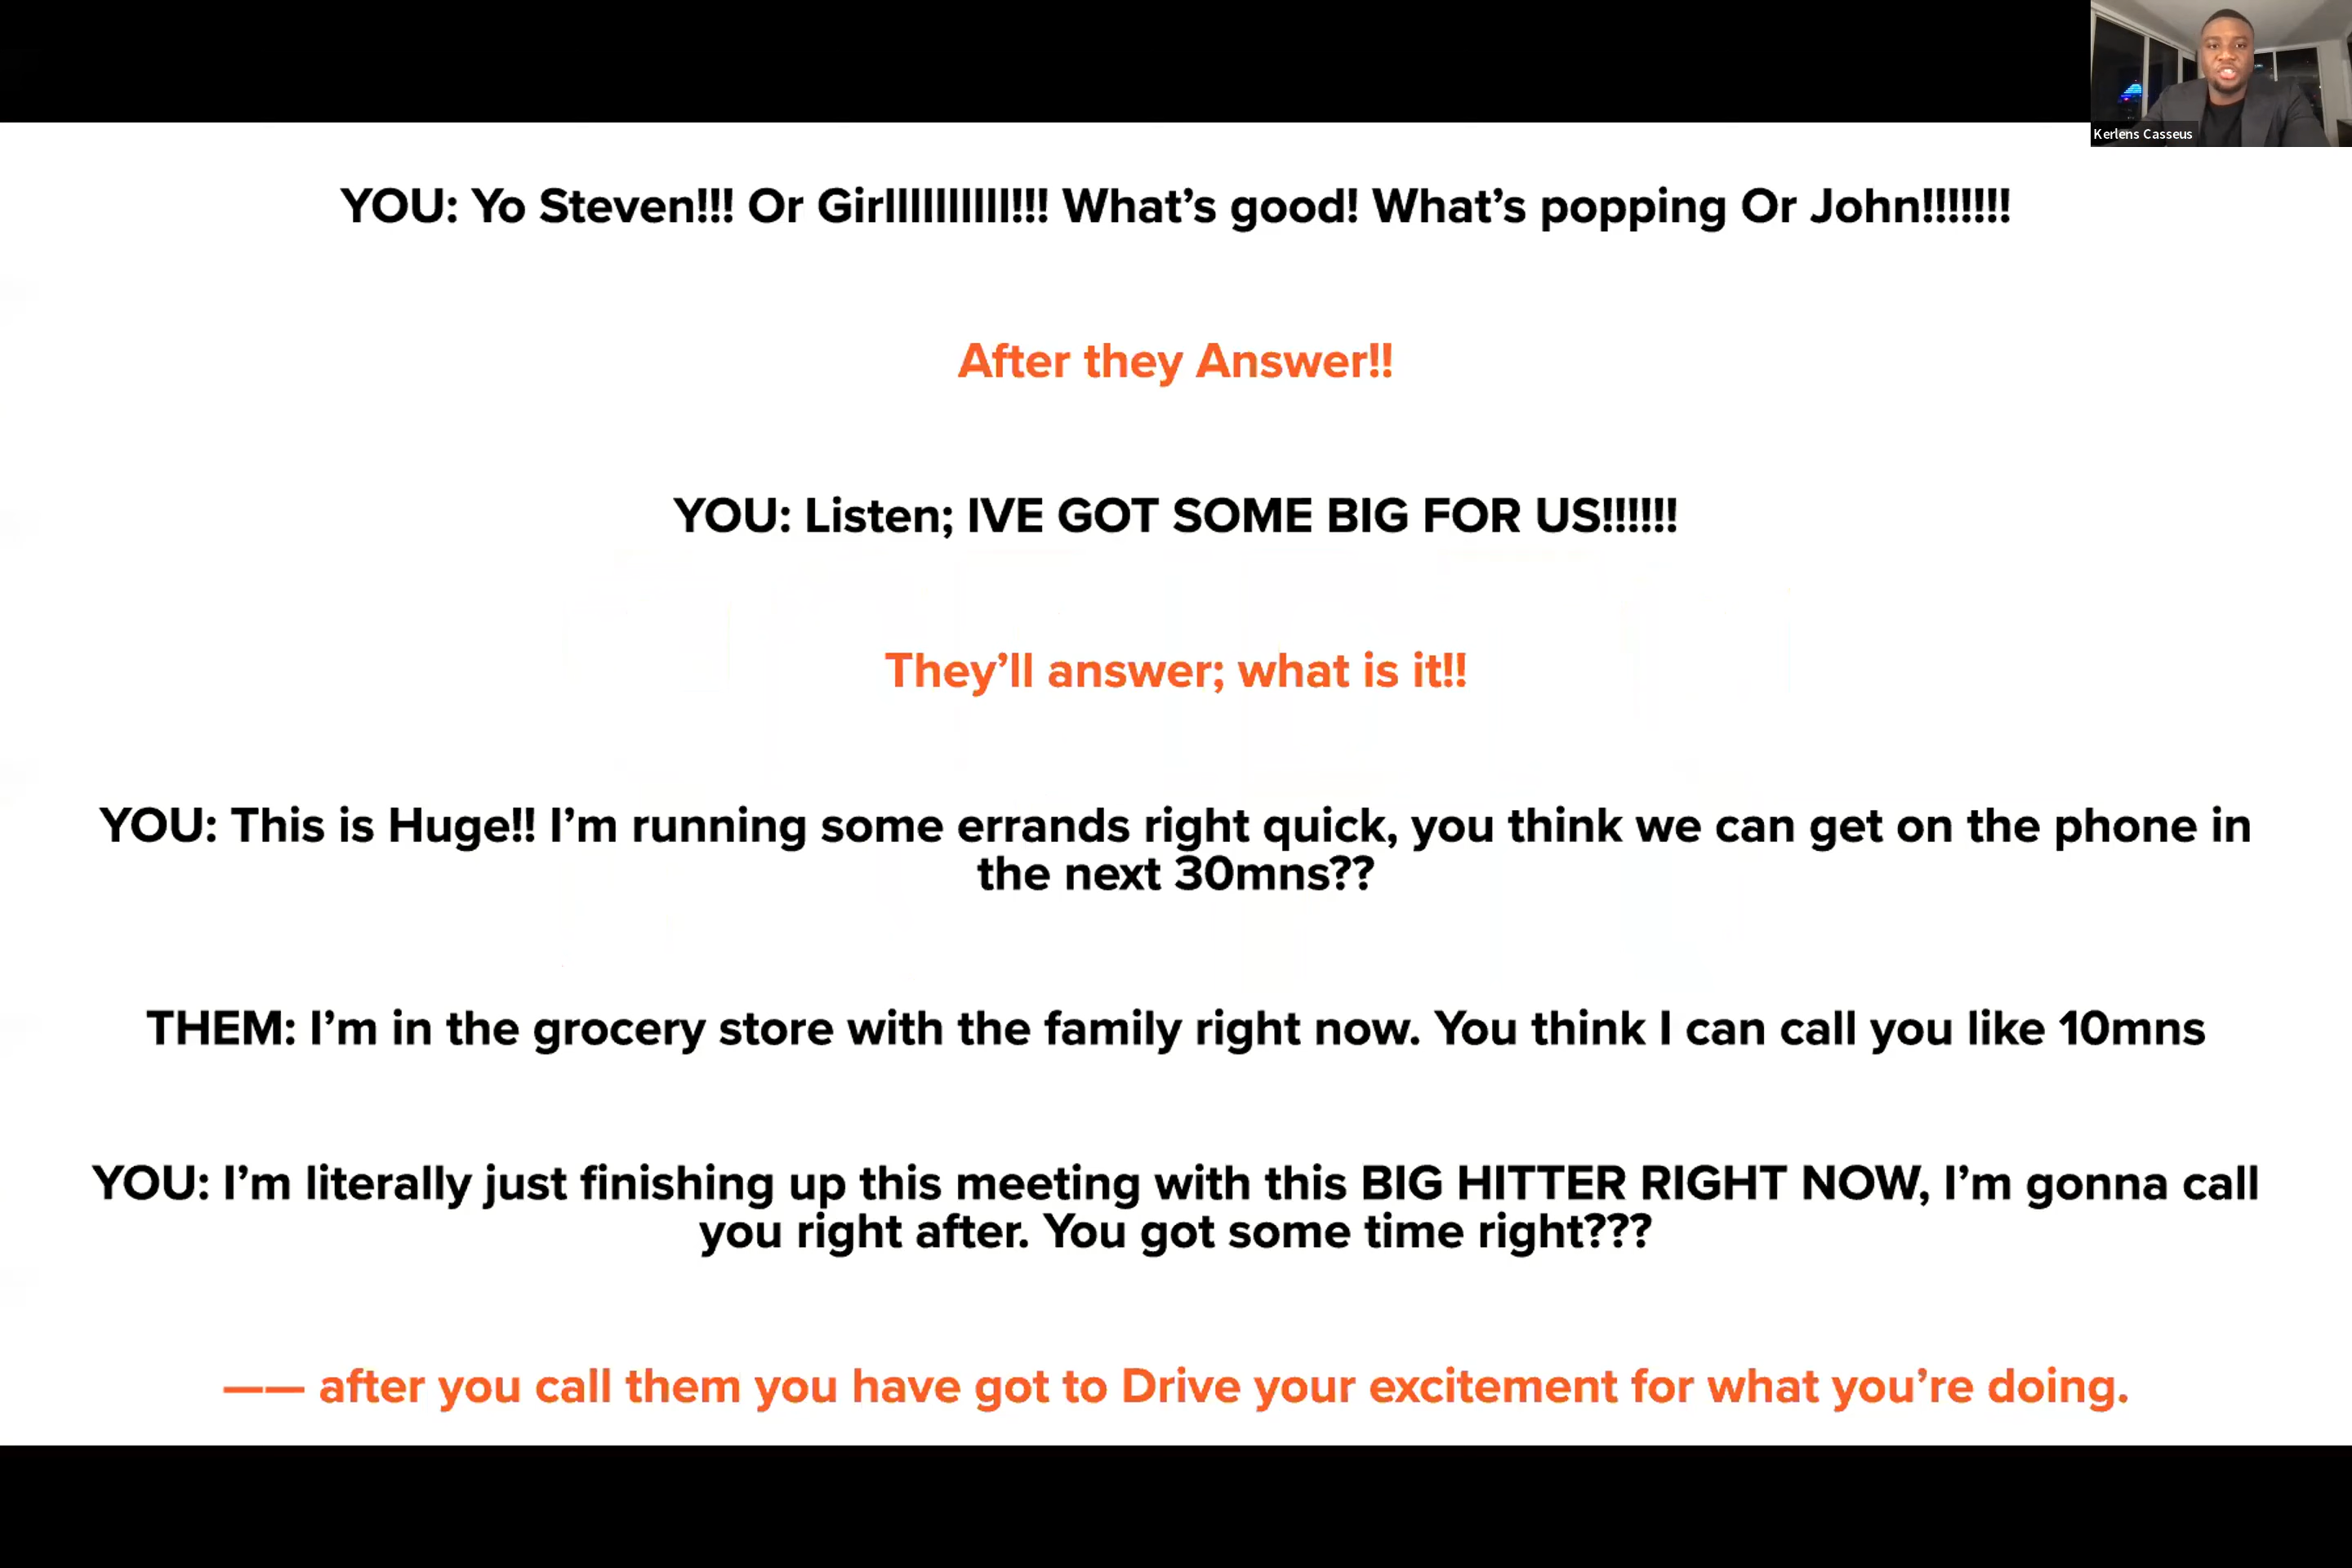 Kerlens Casseus
YOU: Yo Steven!!! Or Girlllllllllll!!! What’s good! What’s popping Or John!!!!!!!
After they Answer!!
YOU: Listen; IVE GOT SOME BIG FOR US!!!!!!
They’ll answer; what is it!!
YOU: This is Huge!! I’m running some errands right quick, you think we can get on the phone in
the next 30mns??
THEM: I’m in the grocery store with the family right now. You think I can call you like 10mns
YOU: I’m literally just finishing up this meeting with this BIG HITTER RIGHT NOW, I’m gonna call
you right after. You got some time right???
—— after you call them you have got to Drive your excitement for what you’re doing.